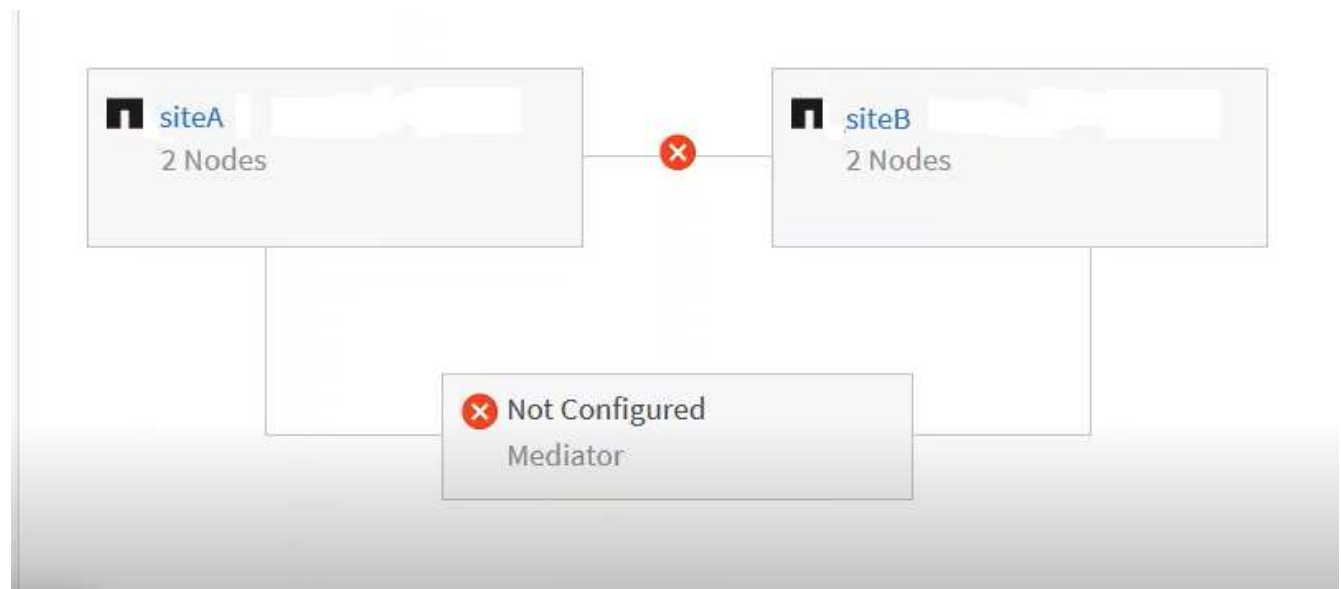 siteA
2 Nodes
siteB
2 Nodes
Not Configured
Mediator